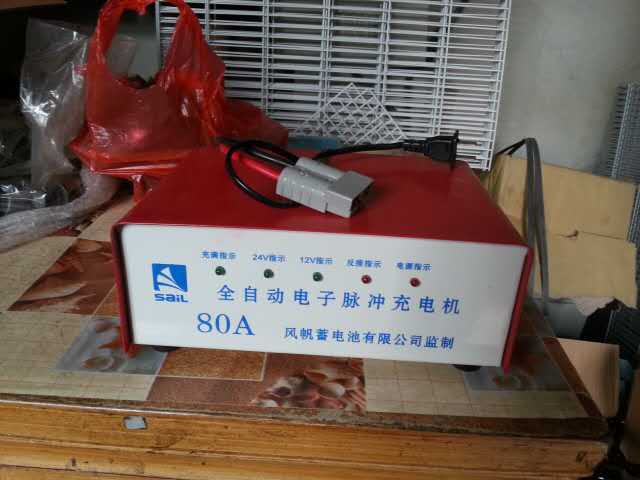 充满指示 24V指示 12V指示 反接指示 电源指示
SAIL
全自动电子脉冲充电机
80A
风帆蓄电池有限公司监制